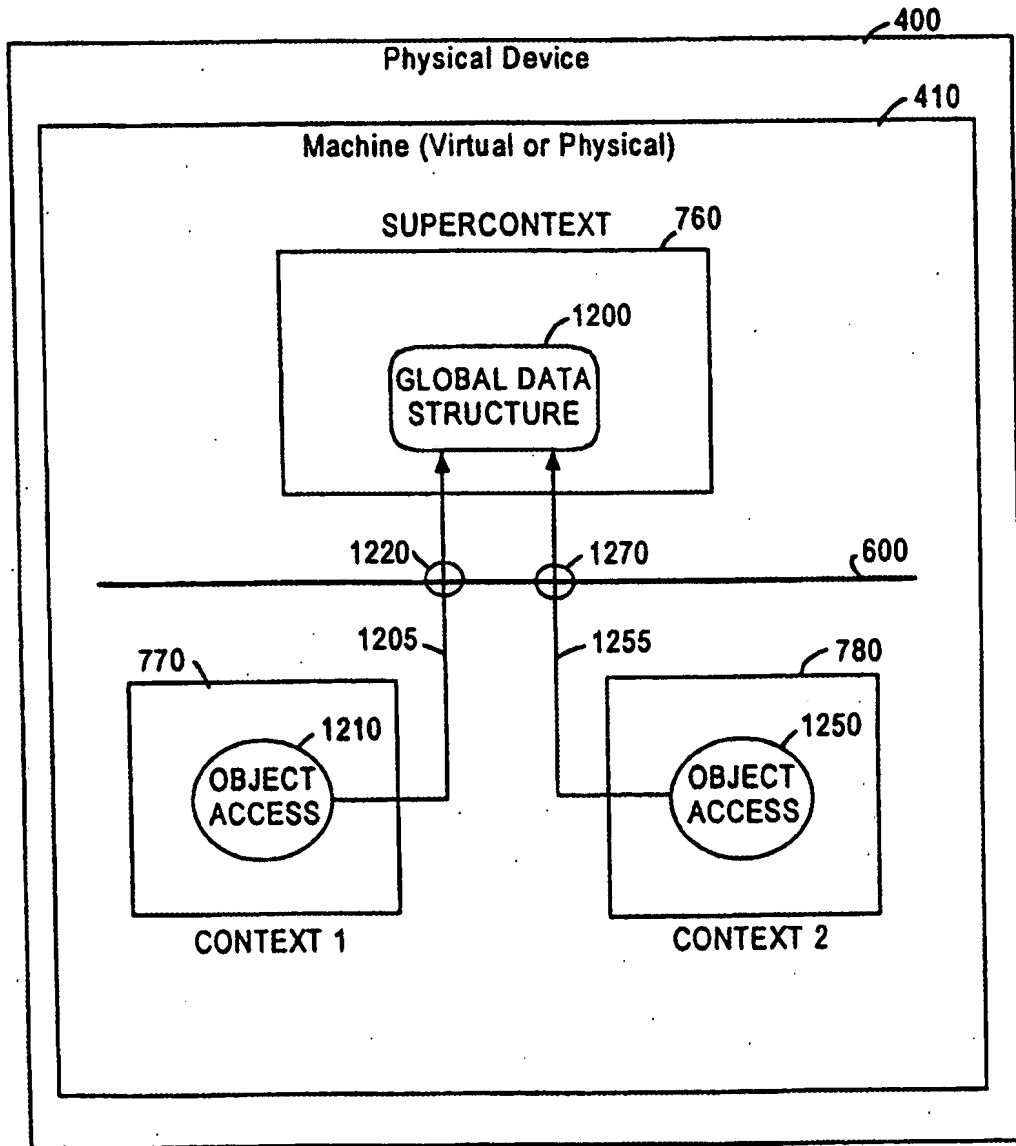 400
Physical Device
410
Machine (Virtual or Physical)
SUPERCONTEXT
760
1200
GLOBAL DATA
STRUCTURE
1220
1270
600
1205
1255
770
780
1210
1250
OBJECT
ACCESS
OBJECT
ACCESS
CONTEXT 1
CONTEXT 2